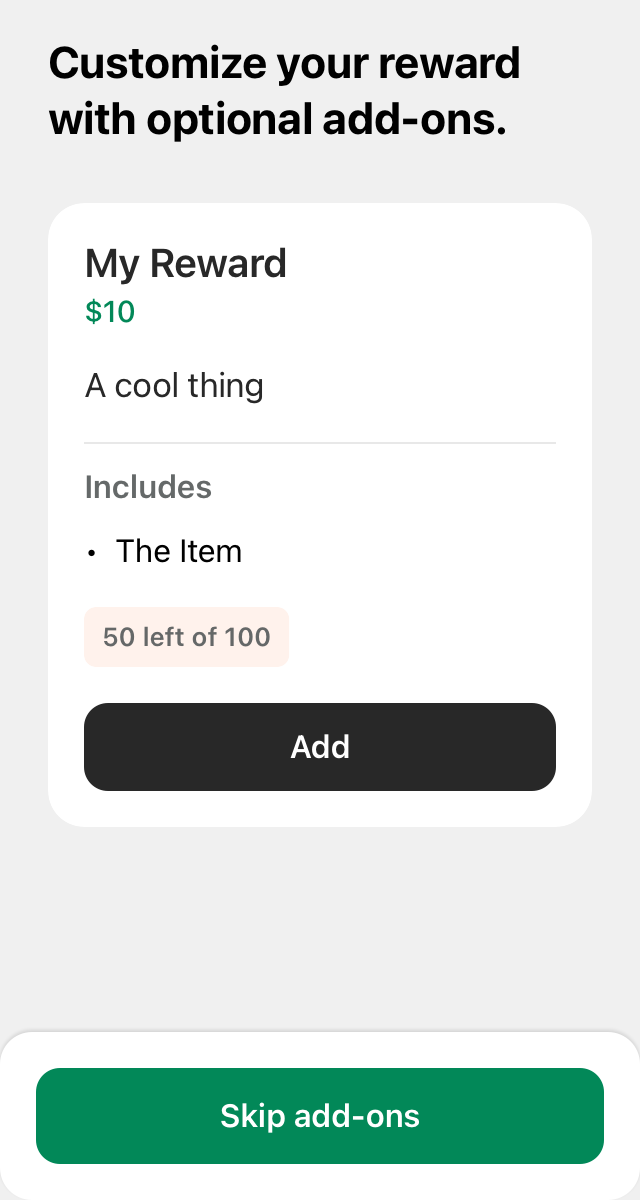 Customize your reward
with optional add-ons.
My Reward
$10
A cool thing
Includes
• The Item
50 left of 100
Add
Skip add-ons